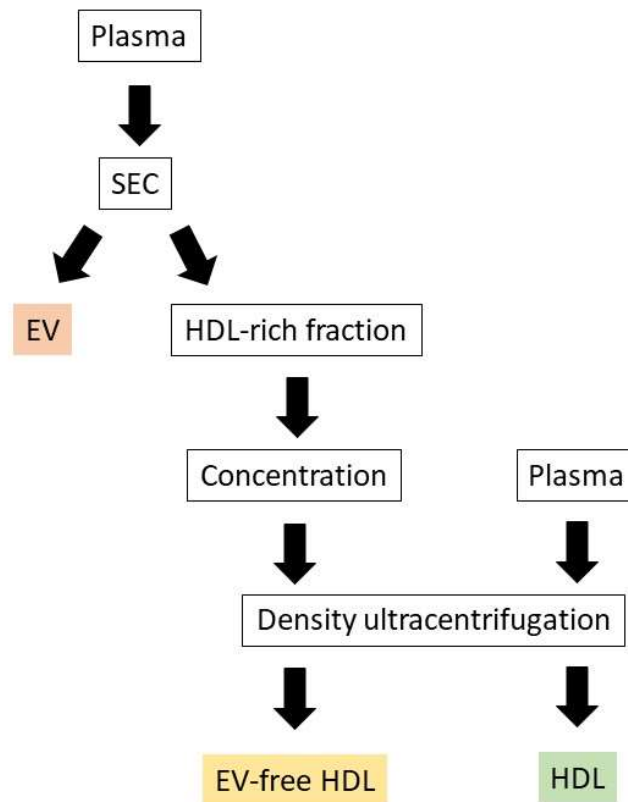 Plasma
SEC
EV
HDL-rich fraction
Concentration
Plasma
Density ultracentrifugation
EV-free HDL
HDL